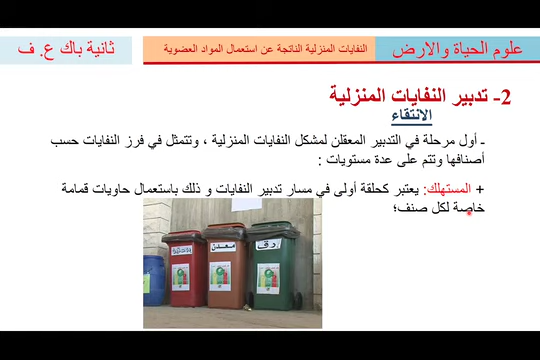 علوم الحياة والارض
النفايات المنزلية الناتجة عن استعمال المواد العضوية
ثانية باك ع. ف
2- تدبير النفايات المنزلية
الانتقاء
- أول مرحلة في التدبير المعقلن لمشكل النفايات المنزلية ، وتتمثل في فرز النفايات حسب
أصنافها وتتم على عدة مستويات :
+ المستهلك: يعتبر كحلقة أولى في مسار تدبير النفايات و ذلك باستعمال حاويات قمامة
خاصة لكل صنف؛
معدن
ورق